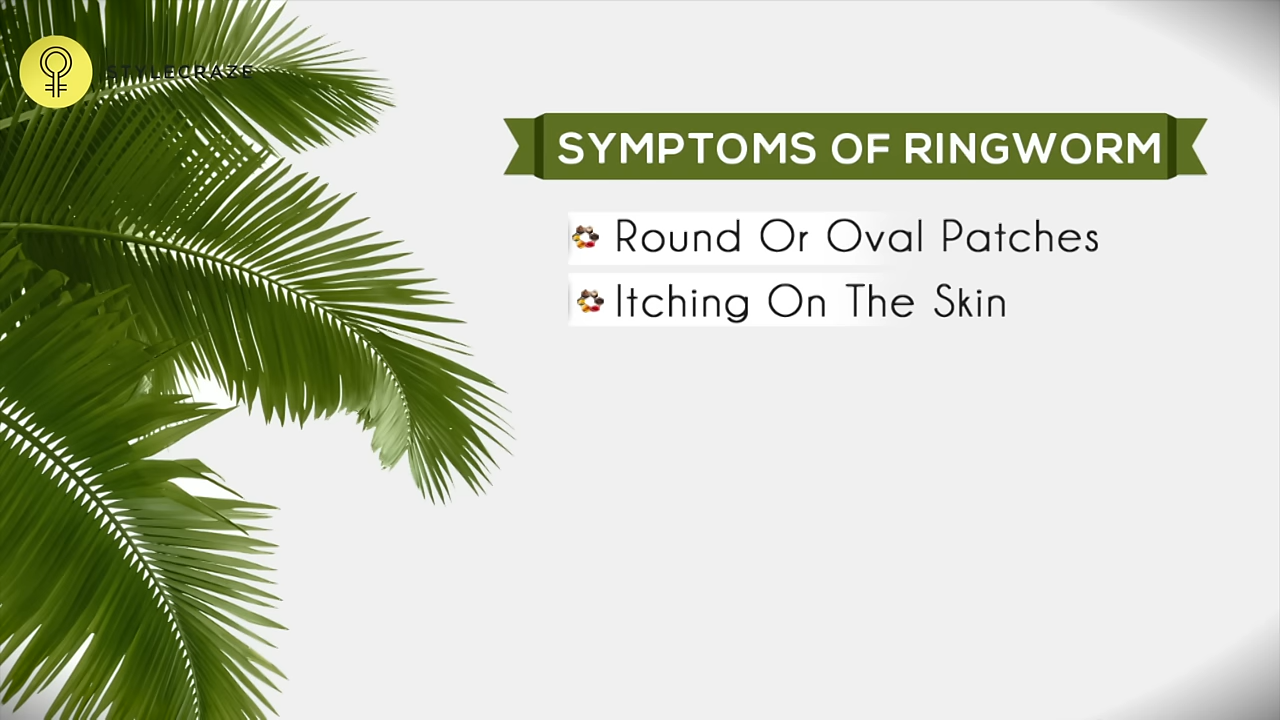 STYLECRAZE
SYMPTOMS OF RINGWORM
Round Or Oval Patches
Itching On The Skin